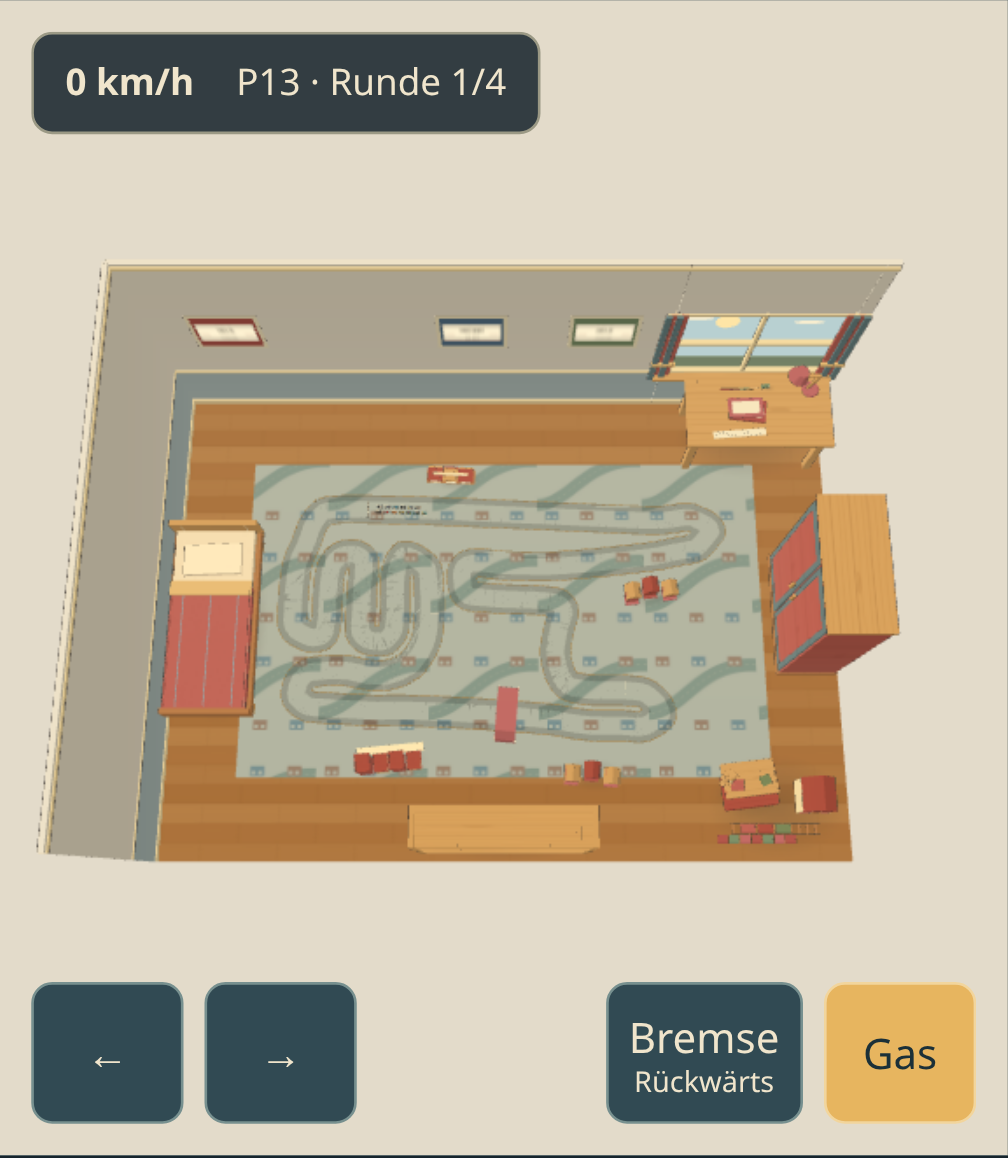 0 km/h P13 · Runde 1/4
←
→
Bremse
Rückwärts
Gas